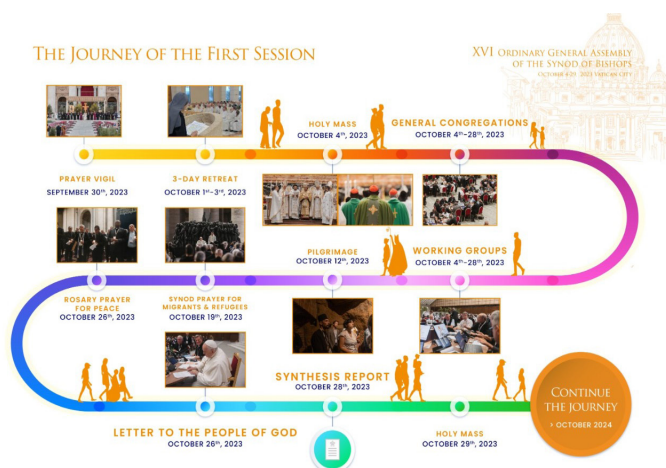 THE JOURNEY OF THE FIRST SESSION
XVI ORDINARY GENERAL ASSEMBLY
OF THE SYNOD OF BISHOPS
OCTOBER 4-29, 2023 VATICAN CITY
PRAYER VIGIL
SEPTEMBER 30th, 2023
3-DAY RETREAT
OCTOBER 1st-3rd, 2023
HOLY MASS
OCTOBER 4th, 2023
GENERAL CONGREGATIONS
OCTOBER 4th-28th, 2023
ROSARY PRAYER
FOR PEACE
OCTOBER 26th, 2023
SYNOD PRAYER FOR
MIGRANTS & REFUGEES
OCTOBER 19th, 2023
PILGRIMAGE
OCTOBER 12th, 2023
WORKING GROUPS
OCTOBER 4th-28th, 2023
LETTER TO THE PEOPLE OF GOD
OCTOBER 26th, 2023
SYNTHESIS REPORT
OCTOBER 28th, 2023
HOLY MASS
OCTOBER 29th, 2023
CONTINUE
THE JOURNEY
> OCTOBER 2024